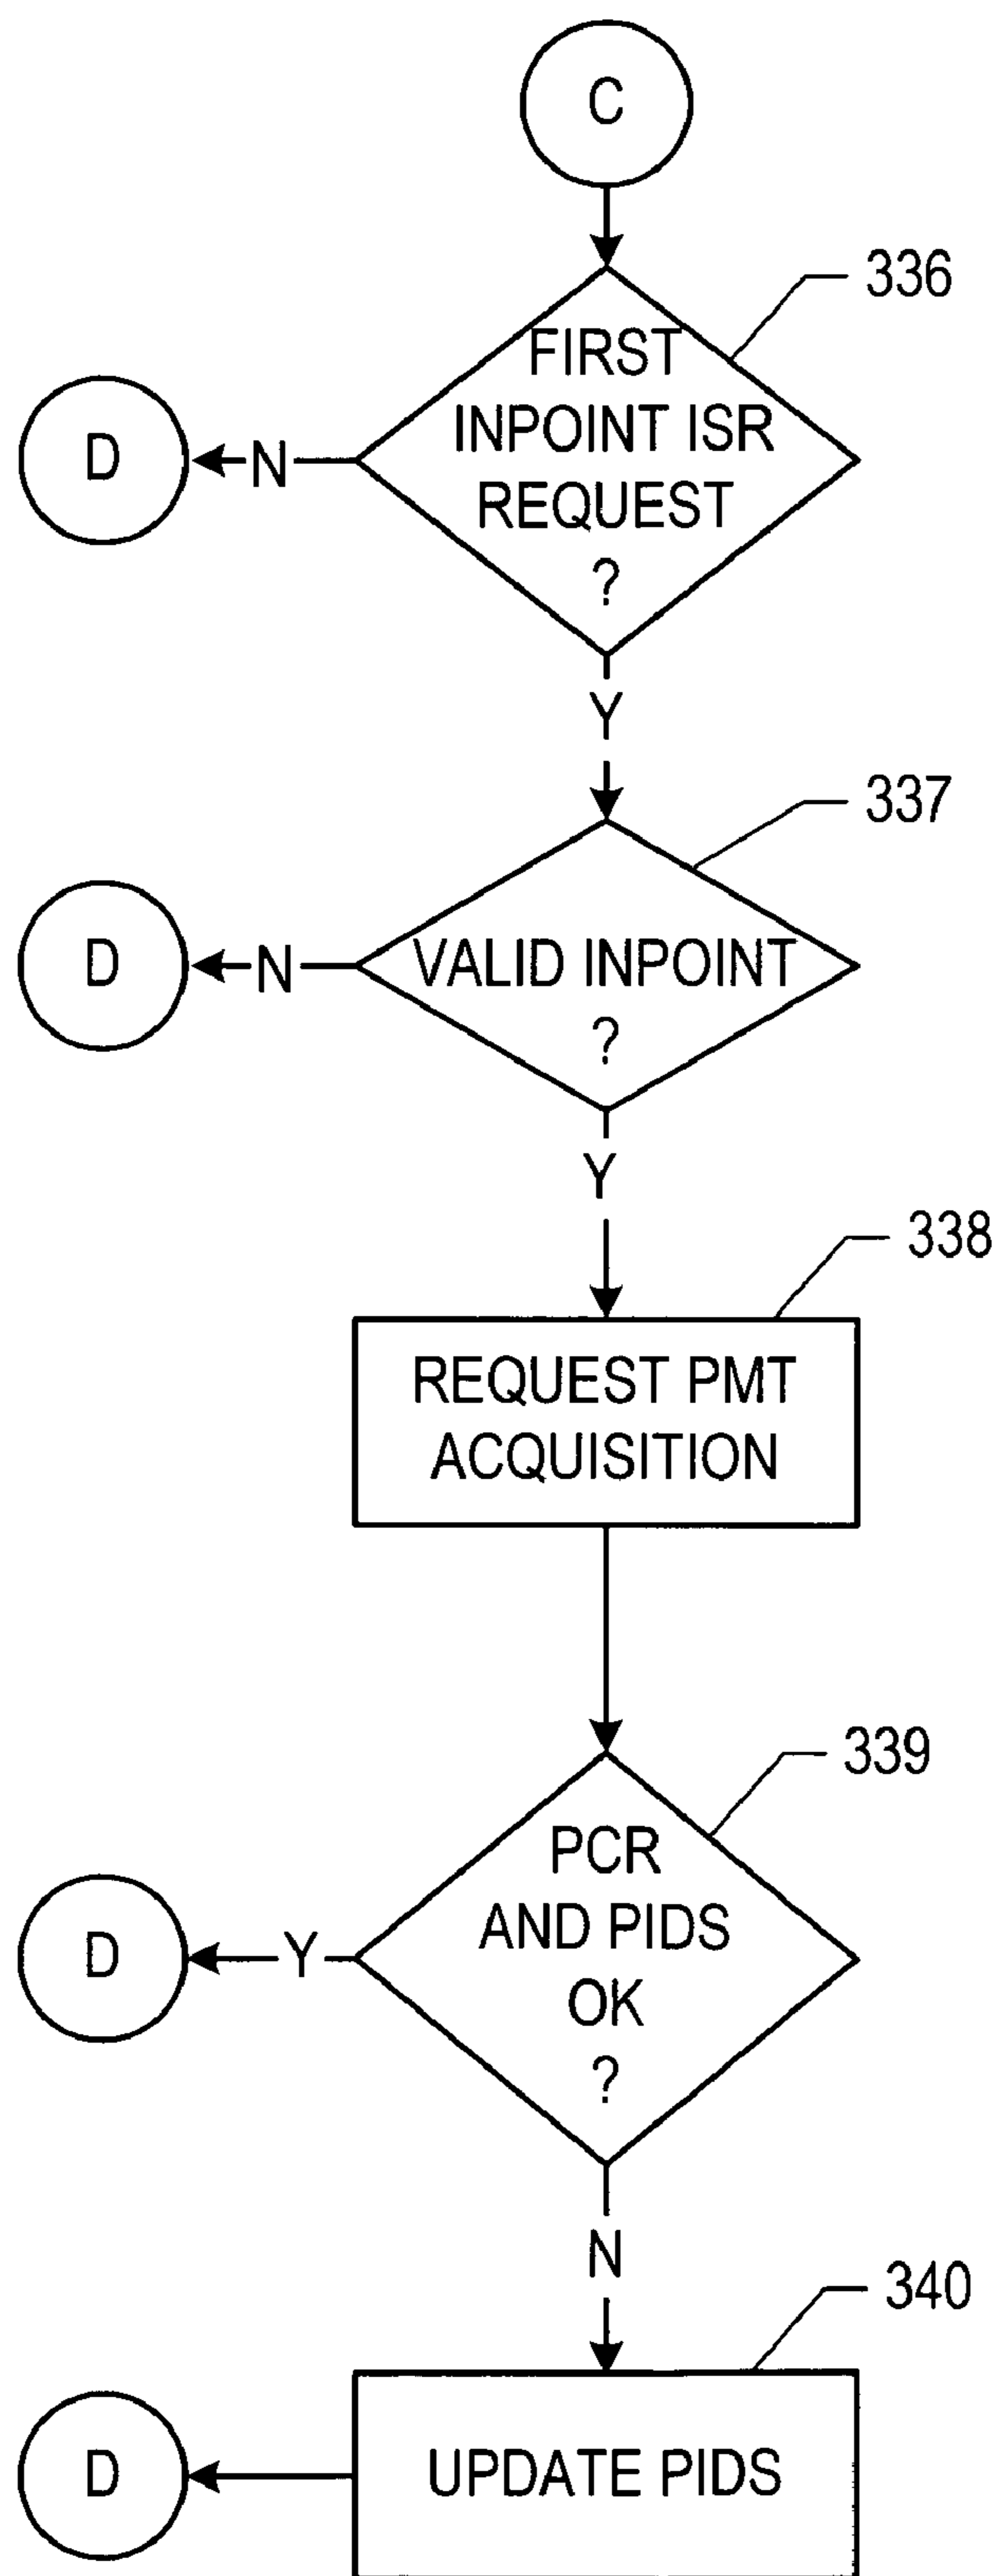 C
336
FIRST
INPOINT ISR
REQUEST
?
D
N
Y
337
VALID INPOINT
?
D
N
Y
338
REQUEST PMT
ACQUISITION
339
PCR
AND PIDS
OK
?
D
Y
N
340
UPDATE PIDS
D